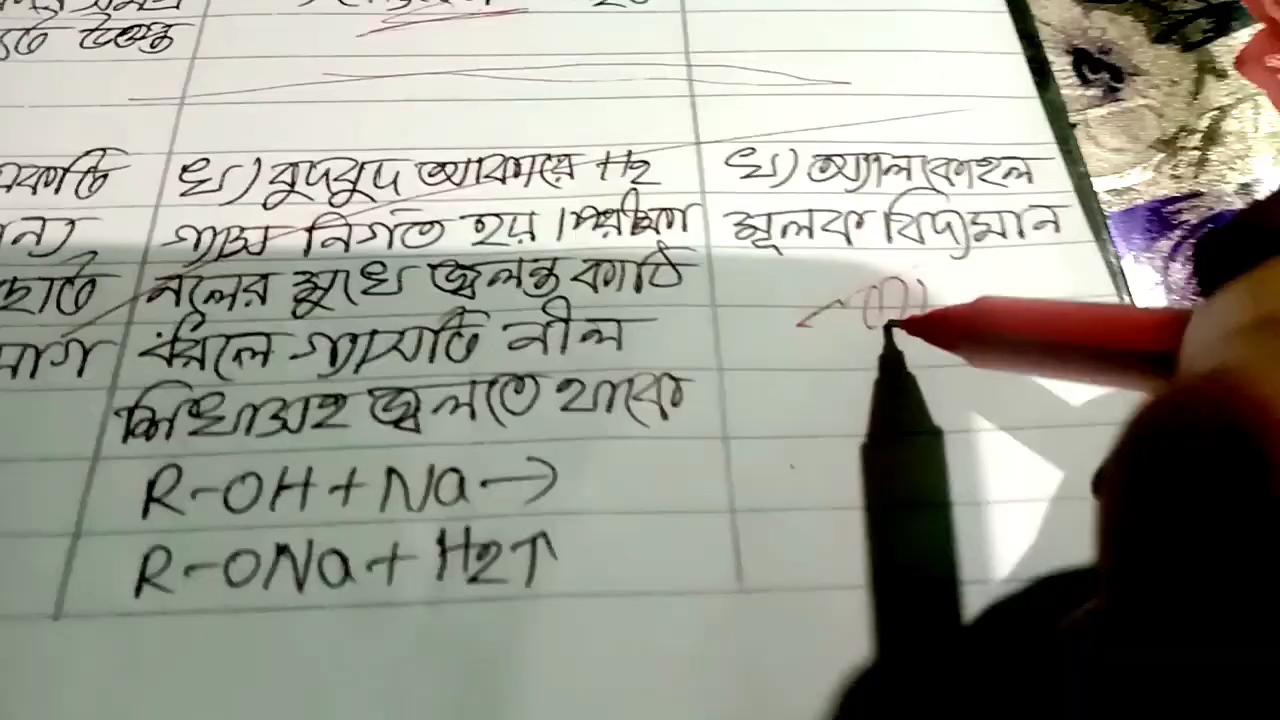 খ) বুদবুদ আকারে H2
গ্যাস নির্গত হয়। পরীক্ষা
নলের মুখে জ্বলন্ত কাঠি
ধরলে গ্যাসটি নীল
শিখাসহ জ্বলতে থাকে
R-OH + Na →
R-ONa + H2↑
খ) অ্যালকোহল
মূলক বিদ্যমান